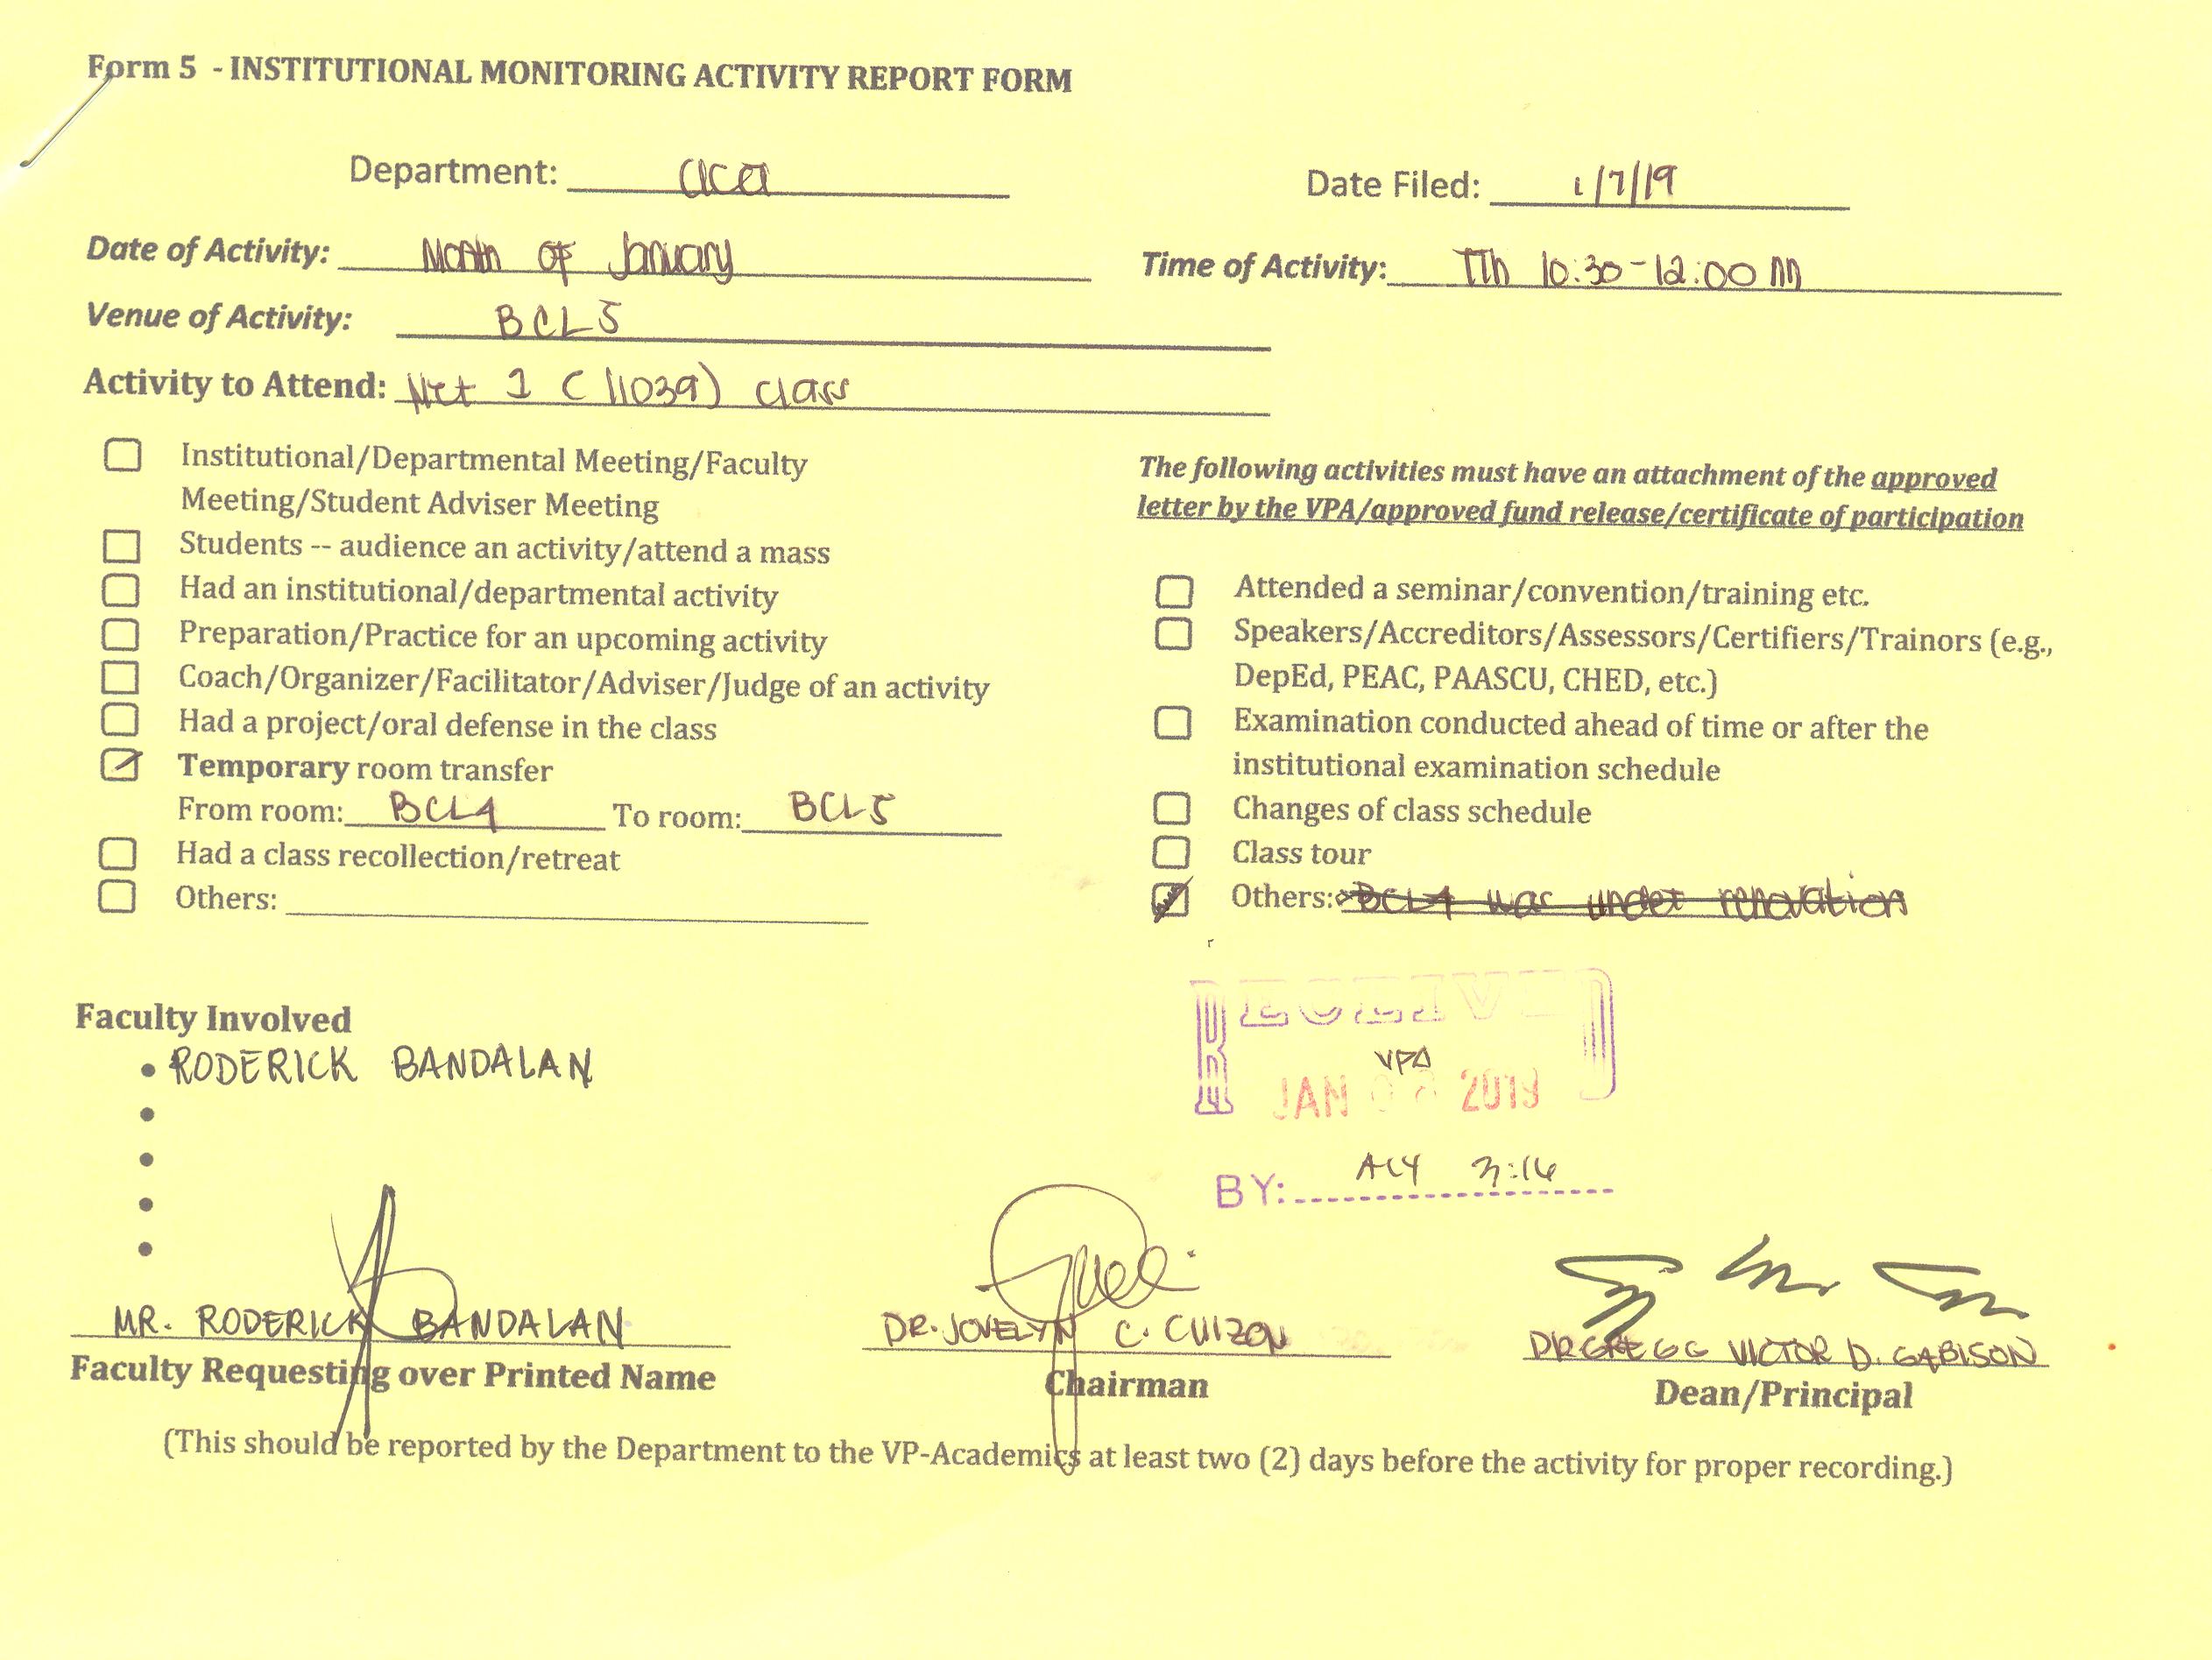 Form 5 - INSTITUTIONAL MONITORING ACTIVITY REPORT FORM
Department: Date Filed: 1/7/19
Date of Activity: Month of January Time of Activity: TTh 10:30-12:00 NN
Venue of Activity: BCL5
Activity to Attend: Net 1 (11039) class
Institutional/Departmental Meeting/Faculty
Meeting/Student Adviser Meeting
Students -- audience an activity/attend a mass
Had an institutional/departmental activity
Preparation/Practice for an upcoming activity
Coach/Organizer/Facilitator/Adviser/Judge of an activity
Had a project/oral defense in the class
Temporary room transfer
From room: BCL4 To room: BCL5
Had a class recollection/retreat
Others:
The following activities must have an attachment of the approved
letter by the VPA/approved fund release/certificate of participation
Attended a seminar/convention/training etc.
Speakers/Accreditors/Assessors/Certifiers/Trainors (e.g.,
DepEd, PEAC, PAASCU, CHED, etc.)
Examination conducted ahead of time or after the
institutional examination schedule
Changes of class schedule
Class tour
Others: BCL4 was under renovation
Faculty Involved
• RODERICK BANDALAN
•
•
•
•
RECEIVED
VPA
JAN 2019
BY: 3:16
MR. RODERICK BANDALAN
Faculty Requesting over Printed Name
DR. JOVELYN C. CUIZON
Chairman
DR. GREGG VICTOR D. GABISON
Dean/Principal
(This should be reported by the Department to the VP-Academics at least two (2) days before the activity for proper recording.)